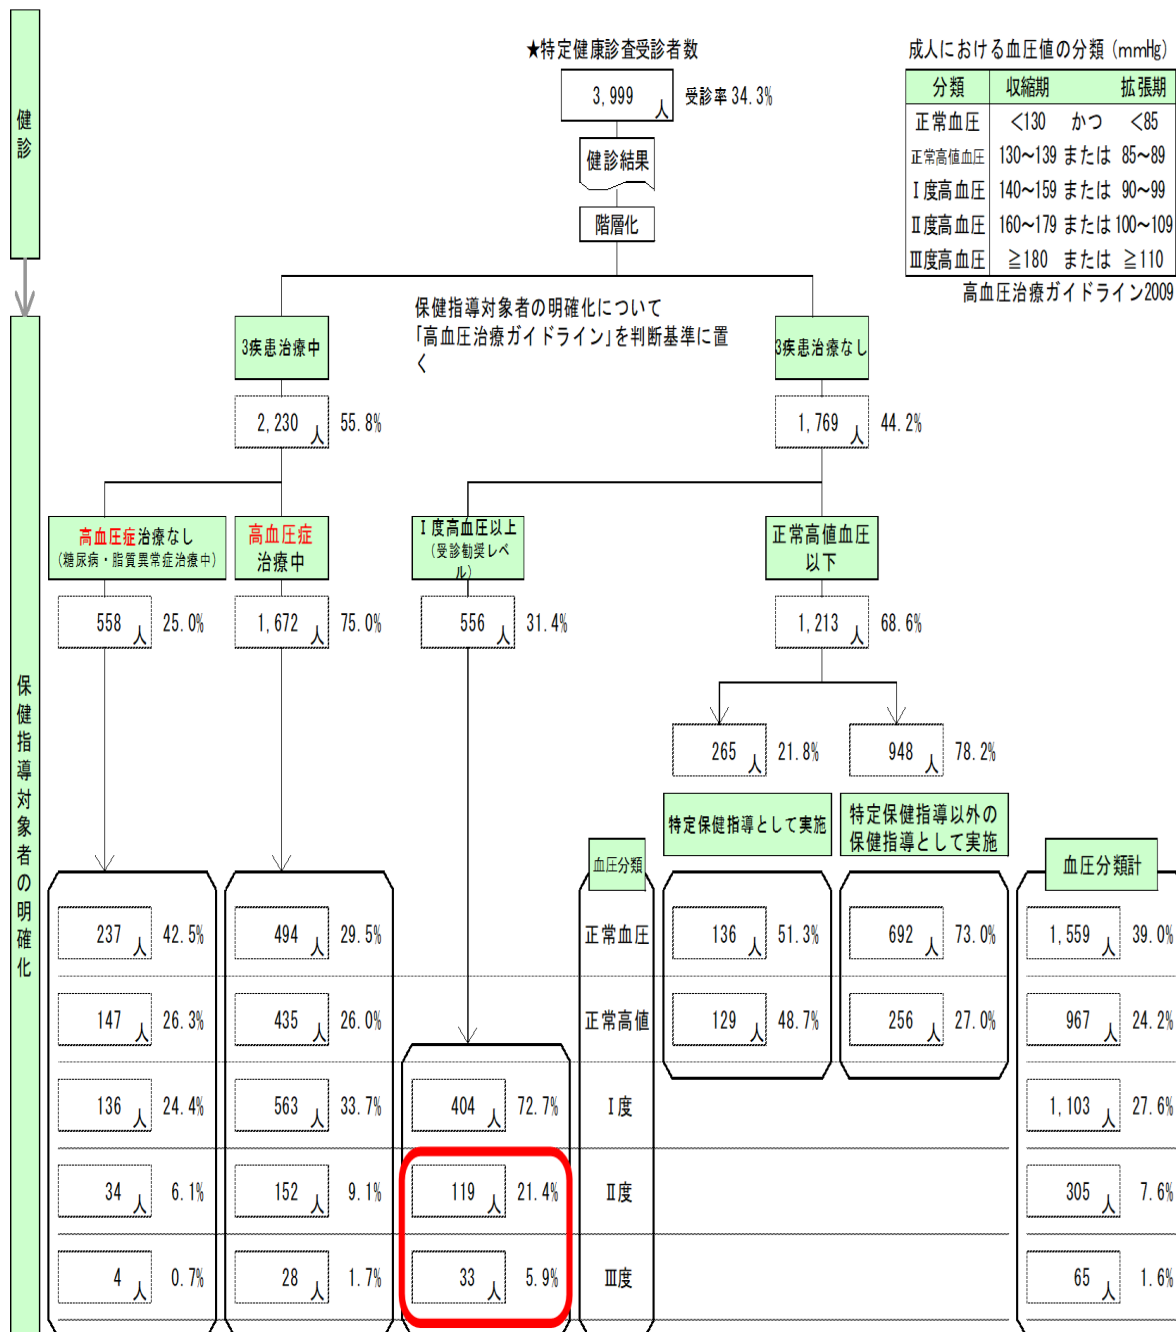 健診
★特定健康診査受診者数
3,999 人 受診率 34.3%
健診結果
階層化
成人における血圧値の分類 (mmHg)
分類 収縮期 拡張期
正常血圧 <130 かつ <85
正常高値血圧 130~139 または 85~89
Ⅰ度高血圧 140~159 または 90~99
Ⅱ度高血圧 160~179 または 100~109
Ⅲ度高血圧 ≧180 または ≧110
高血圧治療ガイドライン2009
保健指導対象者の明確化
保健指導対象者の明確化について
「高血圧治療ガイドライン」を判断基準に置
く
3疾患治療中
2,230 人 55.8%
3疾患治療なし
1,769 人 44.2%
高血圧症治療なし
(糖尿病・脂質異常症治療中)
558 人 25.0%
高血圧症
治療中
1,672 人 75.0%
Ⅰ度高血圧以上
(受診勧奨レベ
ル)
556 人 31.4%
正常高値血圧
以下
1,213 人 68.6%
265 人 21.8%
948 人 78.2%
特定保健指導として実施
特定保健指導以外の
保健指導として実施
血圧分類
血圧分類計
237 人 42.5% 494 人 29.5% 正常血圧 136 人 51.3% 692 人 73.0% 1,559 人 39.0%
147 人 26.3% 435 人 26.0% 正常高値 129 人 48.7% 256 人 27.0% 967 人 24.2%
136 人 24.4% 563 人 33.7% 404 人 72.7% Ⅰ度 1,103 人 27.6%
34 人 6.1% 152 人 9.1% 119 人 21.4% Ⅱ度 305 人 7.6%
4 人 0.7% 28 人 1.7% 33 人 5.9% Ⅲ度 65 人 1.6%